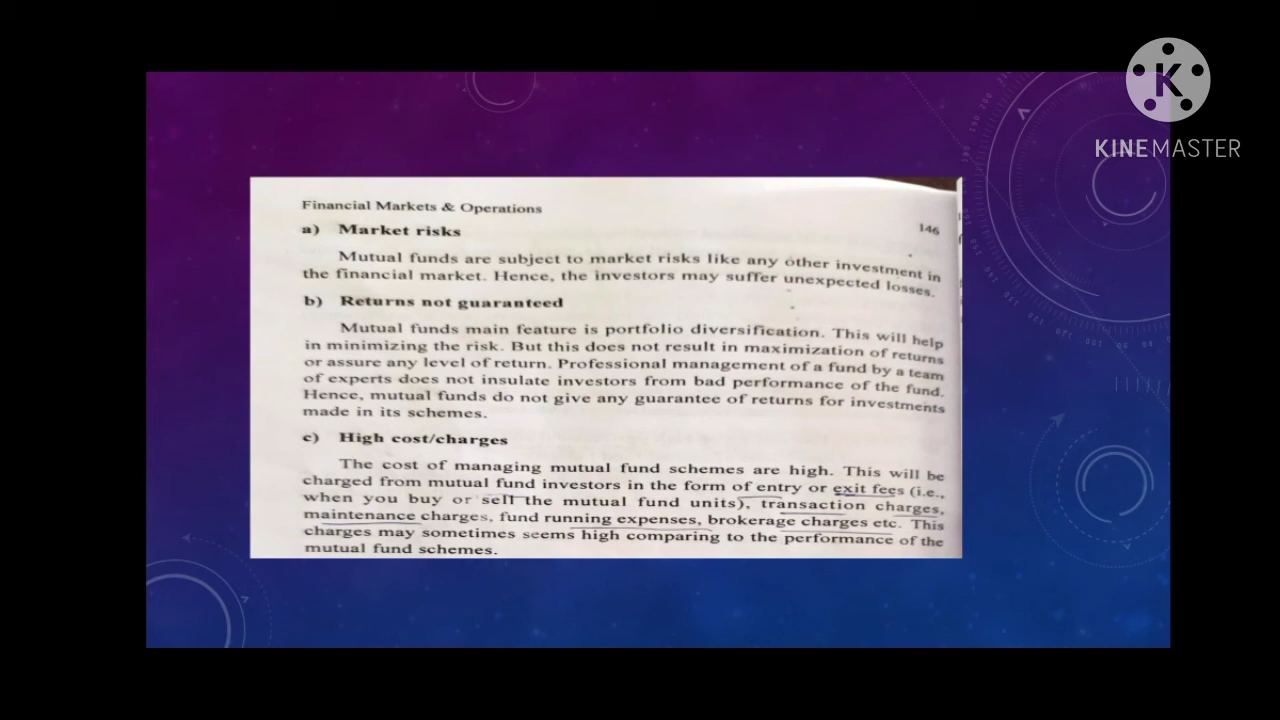 KINEMASTER
Financial Markets & Operations
146
a) Market risks
Mutual funds are subject to market risks like any other investment in
the financial market. Hence, the investors may suffer unexpected losses.
b) Returns not guaranteed
Mutual funds main feature is portfolio diversification. This will help
in minimizing the risk. But this does not result in maximization of returns
or assure any level of return. Professional management of a fund by a team
of experts does not insulate investors from bad performance of the fund.
Hence, mutual funds do not give any guarantee of returns for investments
made in its schemes.
c) High cost/charges
The cost of managing mutual fund schemes are high. This will be
charged from mutual fund investors in the form of entry or exit fees (i.e.,
when you buy or sell the mutual fund units), transaction charges,
maintenance charges, fund running expenses, brokerage charges etc. This
charges may sometimes seems high comparing to the performance of the
mutual fund schemes.